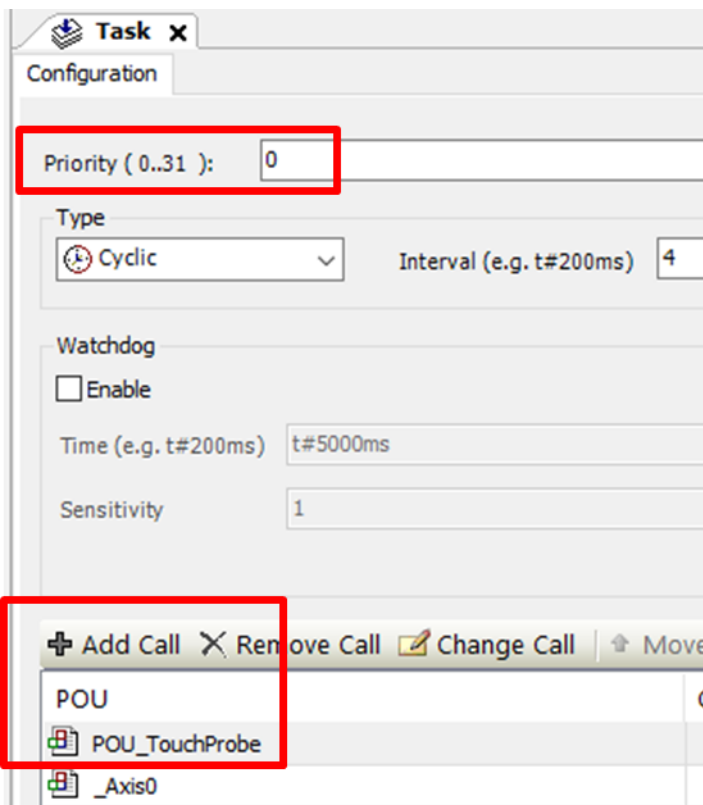 Task
Configuration
Priority ( 0..31 ): 0
Type
Cyclic Interval (e.g. t#200ms) 4
Watchdog
Enable
Time (e.g. t#200ms) t#5000ms
Sensitivity 1
Add Call Remove Call Change Call Move
POU
POU_TouchProbe
_Axis0